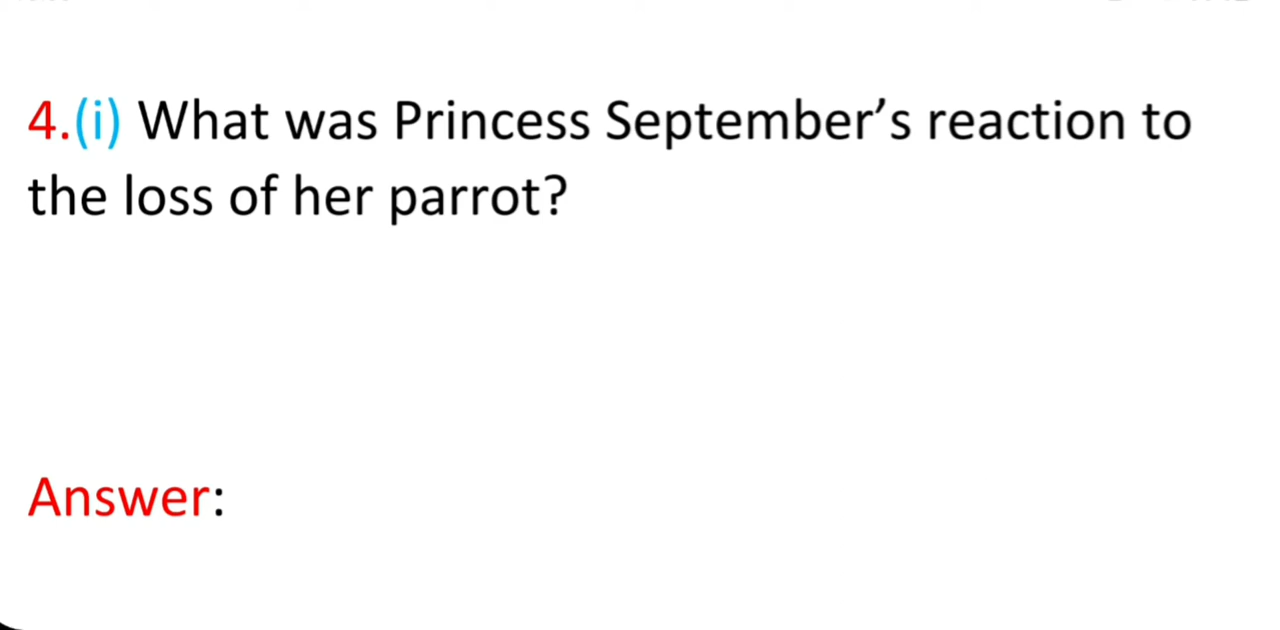 4.(i) What was Princess September’s reaction to
the loss of her parrot?
Answer: